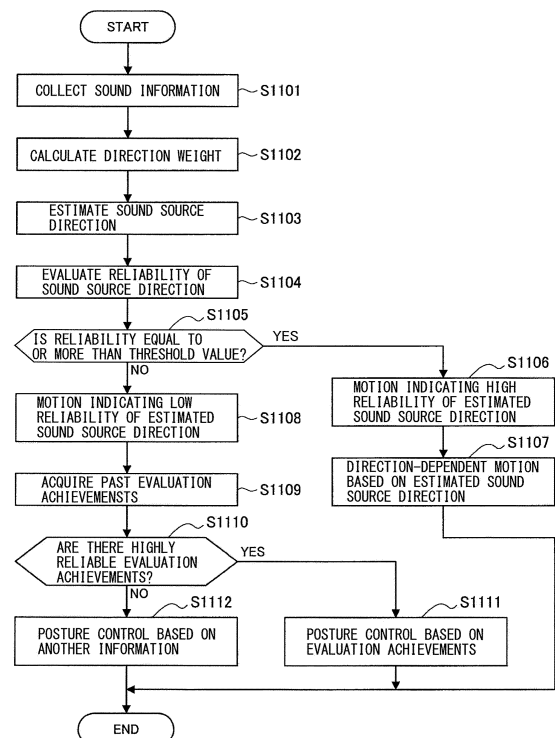 START
COLLECT SOUND INFORMATION
S1101
CALCULATE DIRECTION WEIGHT
S1102
ESTIMATE SOUND SOURCE
DIRECTION
S1103
EVALUATE RELIABILITY OF
SOUND SOURCE DIRECTION
S1104
S1105
IS RELIABILITY EQUAL TO
OR MORE THAN THRESHOLD VALUE?
YES
NO
S1106
MOTION INDICATING HIGH
RELIABILITY OF ESTIMATED
SOUND SOURCE DIRECTION
MOTION INDICATING LOW
RELIABILITY OF ESTIMATED
SOUND SOURCE DIRECTION
S1108
S1107
DIRECTION-DEPENDENT MOTION
BASED ON ESTIMATED SOUND
SOURCE DIRECTION
ACQUIRE PAST EVALUATION
ACHIEVEMENSTS
S1109
S1110
ARE THERE HIGHLY
RELIABLE EVALUATION
ACHIEVEMENTS?
YES
NO
S1112
POSTURE CONTROL BASED ON
ANOTHER INFORMATION
S1111
POSTURE CONTROL BASED ON
EVALUATION ACHIEVEMENTS
END